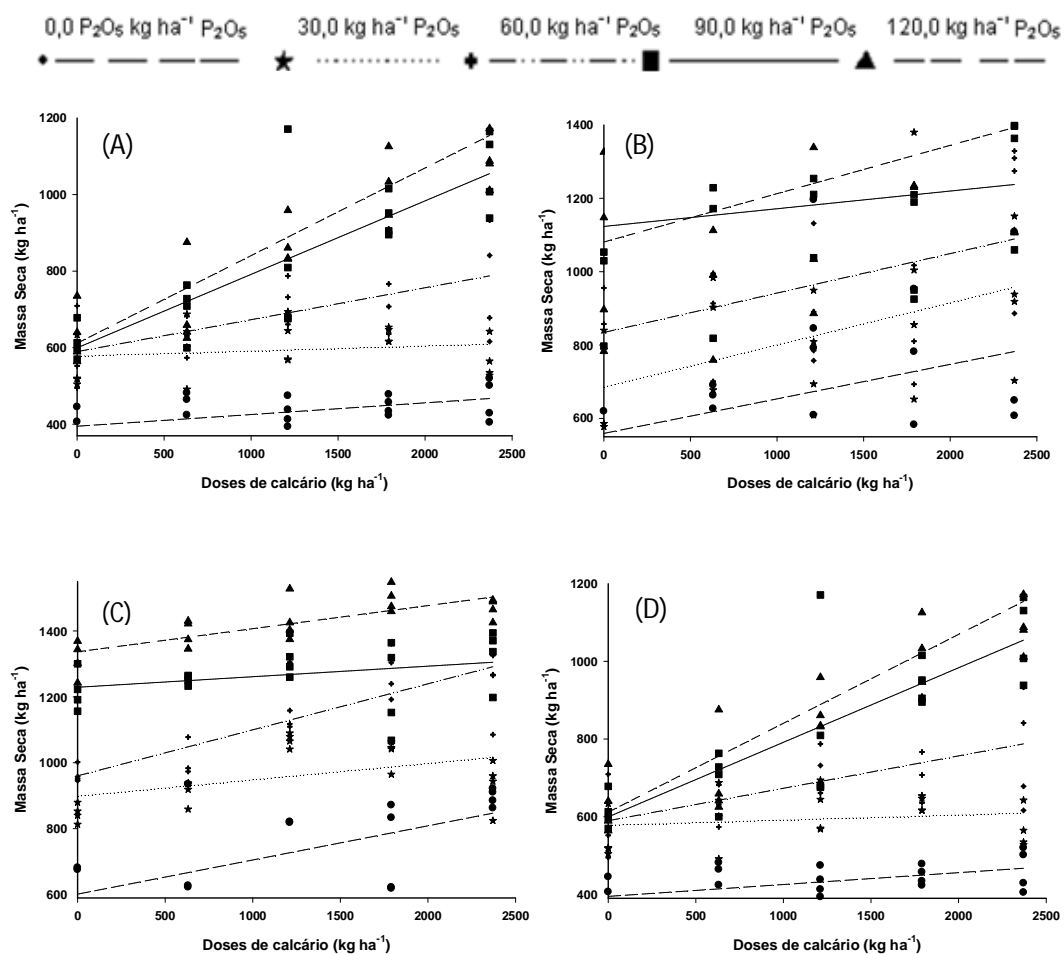 0,0 P₂O₅ kg ha⁻¹ P₂O₅ 30,0 kg ha⁻¹ P₂O₅ 60,0 kg ha⁻¹ P₂O₅ 90,0 kg ha⁻¹ P₂O₅ 120,0 kg ha⁻¹ P₂O₅
(A)
Massa Seca (kg ha⁻¹)
1200
1000
800
600
400
0 500 1000 1500 2000 2500
Doses de calcário (kg ha⁻¹)
(B)
Massa Seca (kg ha⁻¹)
1400
1200
1000
800
600
0 500 1000 1500 2000 2500
Doses de calcário (kg ha⁻¹)
(C)
Massa Seca (kg ha⁻¹)
1400
1200
1000
800
600
0 500 1000 1500 2000 2500
Doses de calcário (kg ha⁻¹)
(D)
Massa Seca (kg ha⁻¹)
1200
1000
800
600
400
0 500 1000 1500 2000 2500
Doses de calcário (kg ha⁻¹)